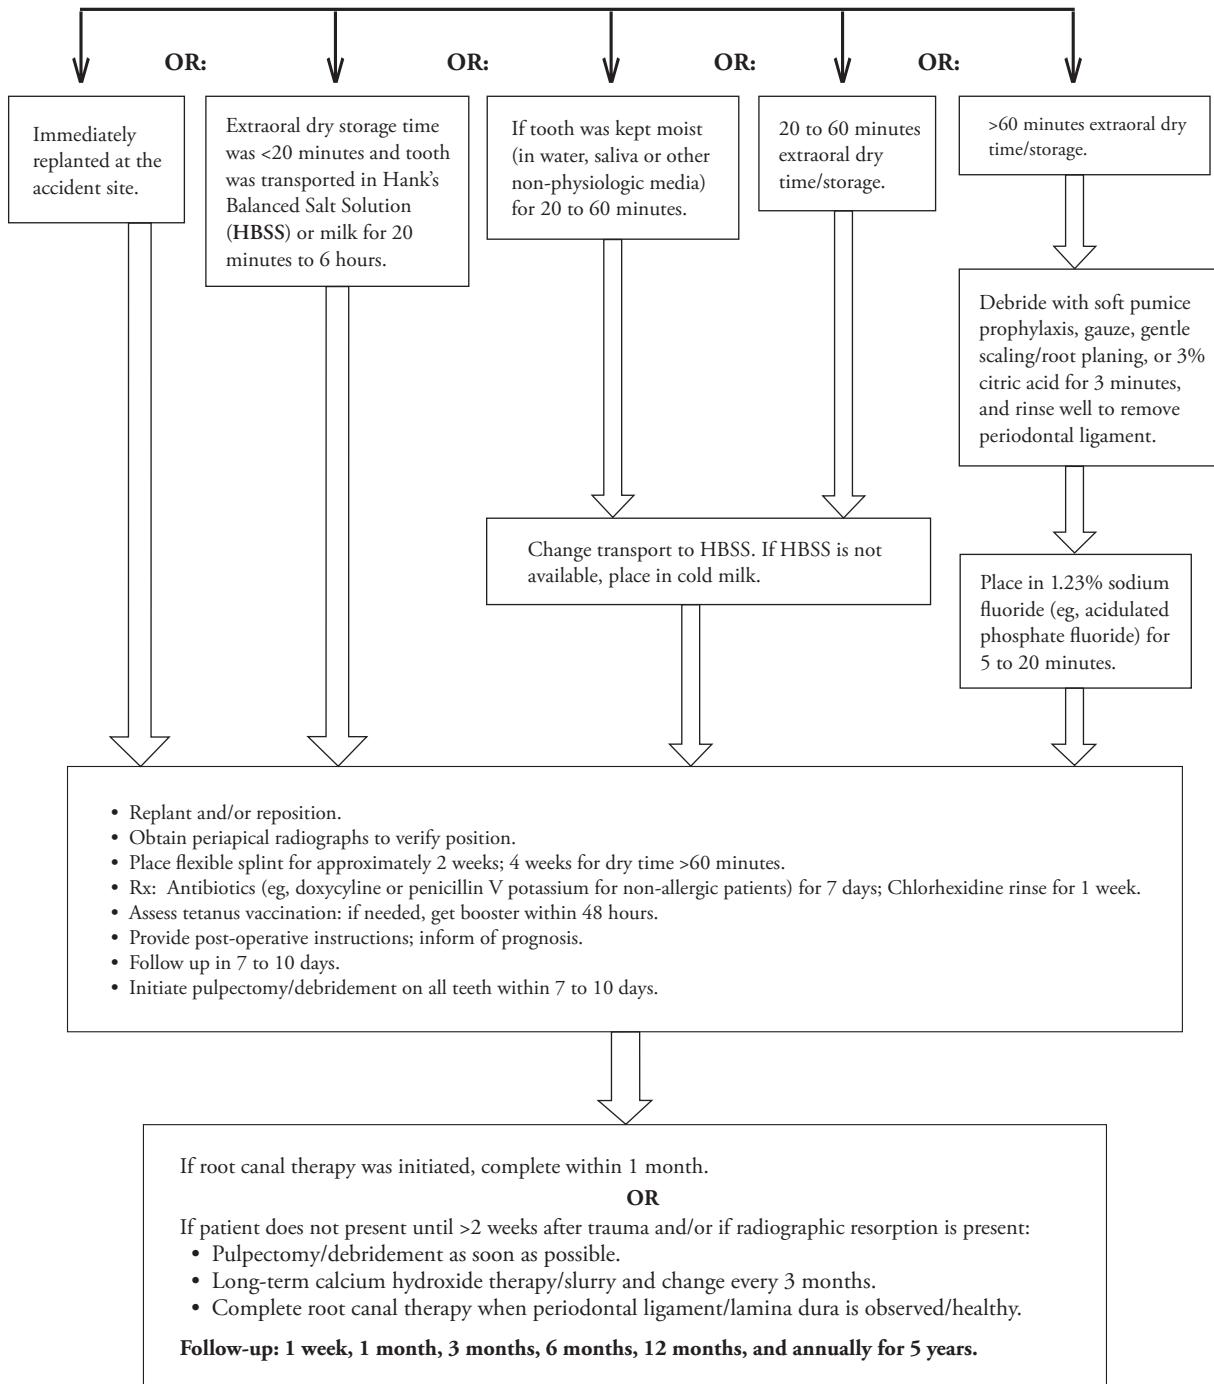 OR:
OR:
OR:
OR:
Immediately
replanted at the
accident site.
Extraoral dry storage time
was <20 minutes and tooth
was transported in Hank's
Balanced Salt Solution
(HBSS) or milk for 20
minutes to 6 hours.
If tooth was kept moist
(in water, saliva or other
non-physiologic media)
for 20 to 60 minutes.
20 to 60 minutes
extraoral dry
time/storage.
>60 minutes extraoral dry
time/storage.
Debride with soft pumice
prophylaxis, gauze, gentle
scaling/root planing, or 3%
citric acid for 3 minutes,
and rinse well to remove
periodontal ligament.
Change transport to HBSS. If HBSS is not
available, place in cold milk.
Place in 1.23% sodium
fluoride (eg, acidulated
phosphate fluoride) for
5 to 20 minutes.
• Replant and/or reposition.
• Obtain periapical radiographs to verify position.
• Place flexible splint for approximately 2 weeks; 4 weeks for dry time >60 minutes.
• Rx: Antibiotics (eg, doxycyline or penicillin V potassium for non-allergic patients) for 7 days; Chlorhexidine rinse for 1 week.
• Assess tetanus vaccination: if needed, get booster within 48 hours.
• Provide post-operative instructions; inform of prognosis.
• Follow up in 7 to 10 days.
• Initiate pulpectomy/debridement on all teeth within 7 to 10 days.
If root canal therapy was initiated, complete within 1 month.
OR
If patient does not present until >2 weeks after trauma and/or if radiographic resorption is present:
• Pulpectomy/debridement as soon as possible.
• Long-term calcium hydroxide therapy/slurry and change every 3 months.
• Complete root canal therapy when periodontal ligament/lamina dura is observed/healthy.
Follow-up: 1 week, 1 month, 3 months, 6 months, 12 months, and annually for 5 years.